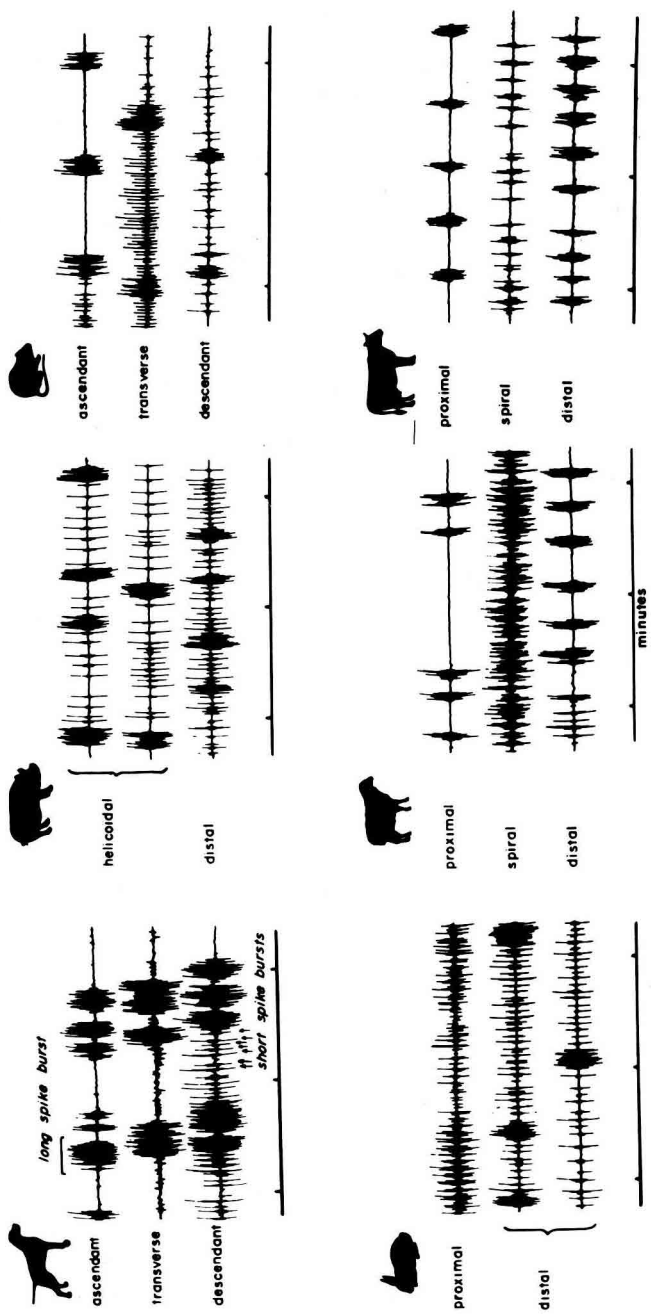 long spike burst
ascendant
transverse
descendant
short spike bursts
helicoidal
distal
ascendant
transverse
descendant
proximal
distal
proximal
spiral
distal
minutes
proximal
spiral
distal